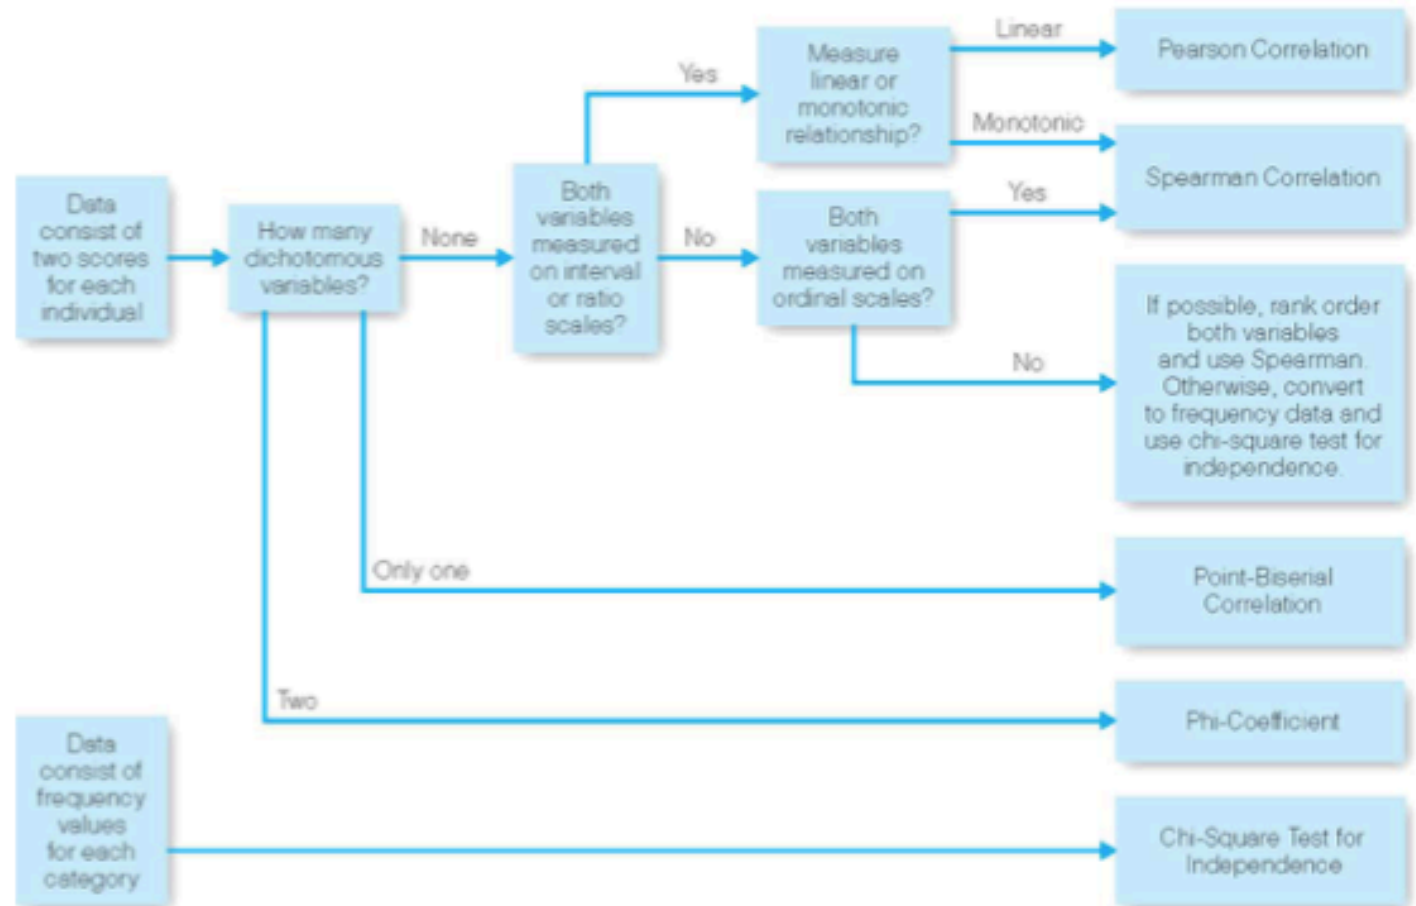 Data
consist of
two scores
for each
individual
How many
dichotomous
variables?
None
Both
variables
measured
on interval
or ratio
scales?
Yes
Measure
linear or
monotonic
relationship?
Linear
Pearson Correlation
Monotonic
Spearman Correlation
No
Both
variables
measured on
ordinal scales?
Yes
No
If possible, rank order
both variables
and use Spearman.
Otherwise, convert
to frequency data and
use chi-square test for
independence.
Only one
Point-Biserial
Correlation
Two
Phi-Coefficient
Data
consist of
frequency
values
for each
category
Chi-Square Test for
Independence